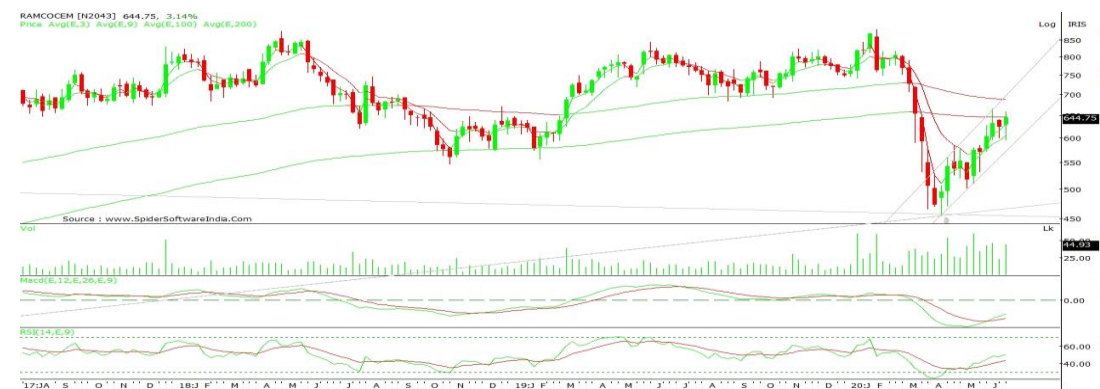 RAMCOCEM [N2043] 644.75, 3.14%
Price Avg(E,3) Avg(E,9) Avg(E,100) Avg(E,200)
Log IRIS
850
800
750
700
644.75
600
550
500
450
Source : www.SpiderSoftwareIndia.Com
Vol Lk
44.93
25.00
Macd(E,12,E,26,E,9)
0.00
RSI(14,E,9)
60.00
40.00
17:JA S O N D 18:J F M A M J J A S O N D 19:J F M A M J J A S O N D 20:J F M A M J